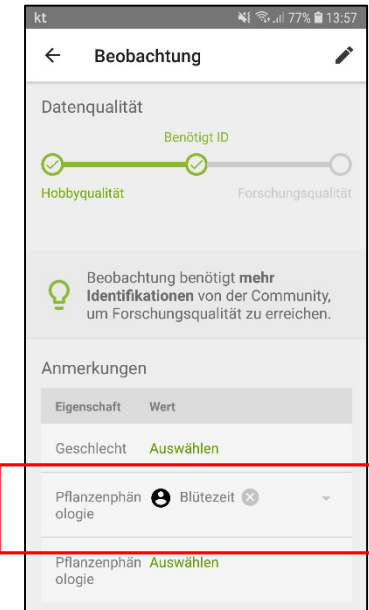 kt 77% 13:57
Beobachtung
Datenqualität
Benötigt ID
Hobbyqualität Forschungsqualität
Beobachtung benötigt mehr
Identifikationen von der Community,
um Forschungsqualität zu erreichen.
Anmerkungen
Eigenschaft Wert
Geschlecht Auswählen
Pflanzenphän Blütezeit
ologie
Pflanzenphän Auswählen
ologie